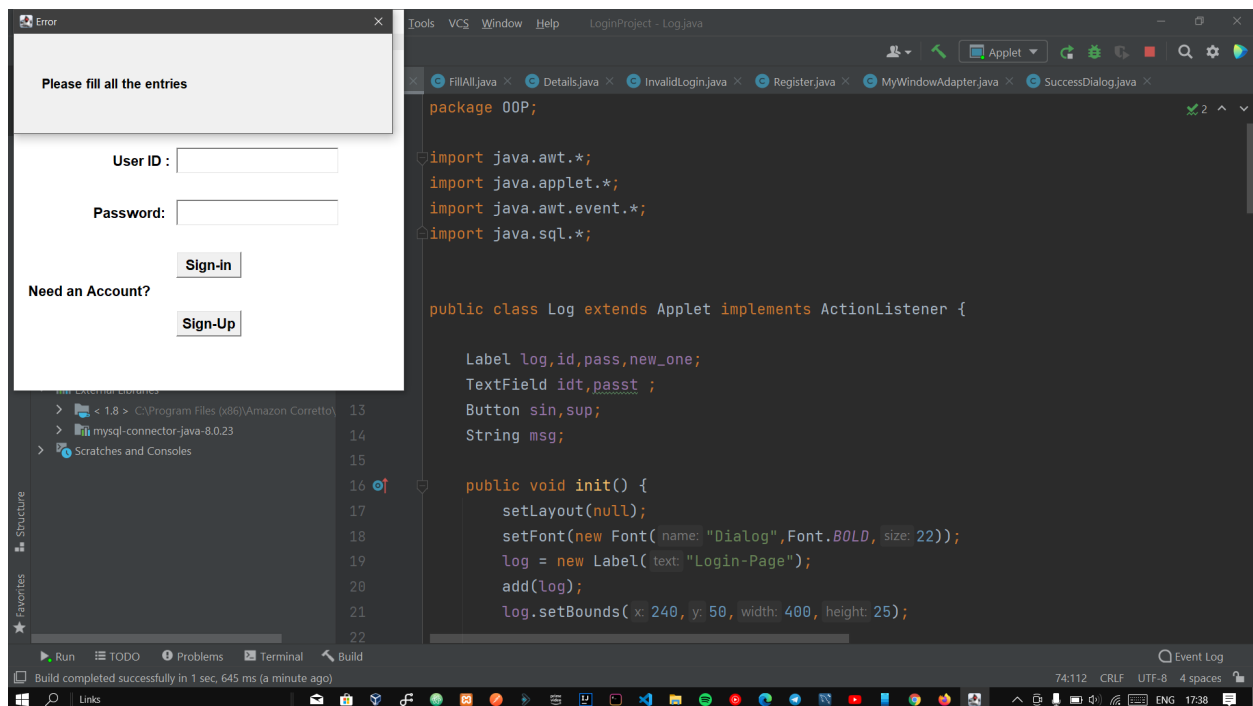 Error
Tools VCS Window Help LoginProject - Log.java
Applet
FillAll.java Details.java InvalidLogin.java Register.java MyWindowAdapter.java SuccessDialog.java
Please fill all the entries
User ID :
Password:
Sign-in
Need an Account?
Sign-Up
package OOP;
2
import java.awt.*;
import java.applet.*;
import java.awt.event.*;
import java.sql.*;
public class Log extends Applet implements ActionListener {
Label log,id,pass,new_one;
TextField idt,passt ;
13 Button sin,sup;
14 String msg;
15
16 public void init() {
17 setLayout(null);
18 setFont(new Font( name: "Dialog",Font.BOLD, size: 22));
19 log = new Label( text: "Login-Page");
20 add(log);
21 log.setBounds( x: 240, y: 50, width: 400, height: 25);
22
External Libraries
< 1.8 > C:\Program Files (x86)\Amazon Corretto\
mysql-connector-java-8.0.23
Scratches and Consoles
Structure
Favorites
Run TODO Problems Terminal Build Event Log
Build completed successfully in 1 sec, 645 ms (a minute ago) 74:112 CRLF UTF-8 4 spaces
Links ENG 17:38